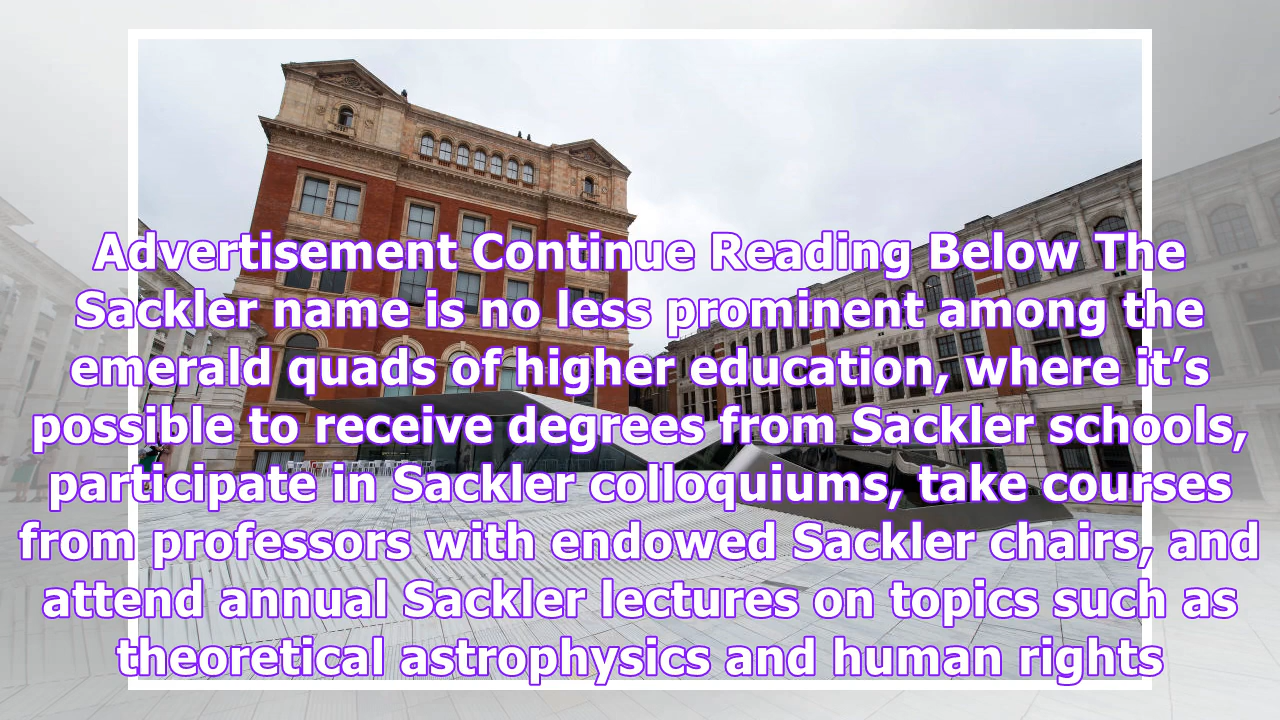 Advertisement Continue Reading Below The
Sackler name is no less prominent among the
emerald quads of higher education, where it’s
possible to receive degrees from Sackler schools,
participate in Sackler colloquiums, take courses
from professors with endowed Sackler chairs, and
attend annual Sackler lectures on topics such as
theoretical astrophysics and human rights